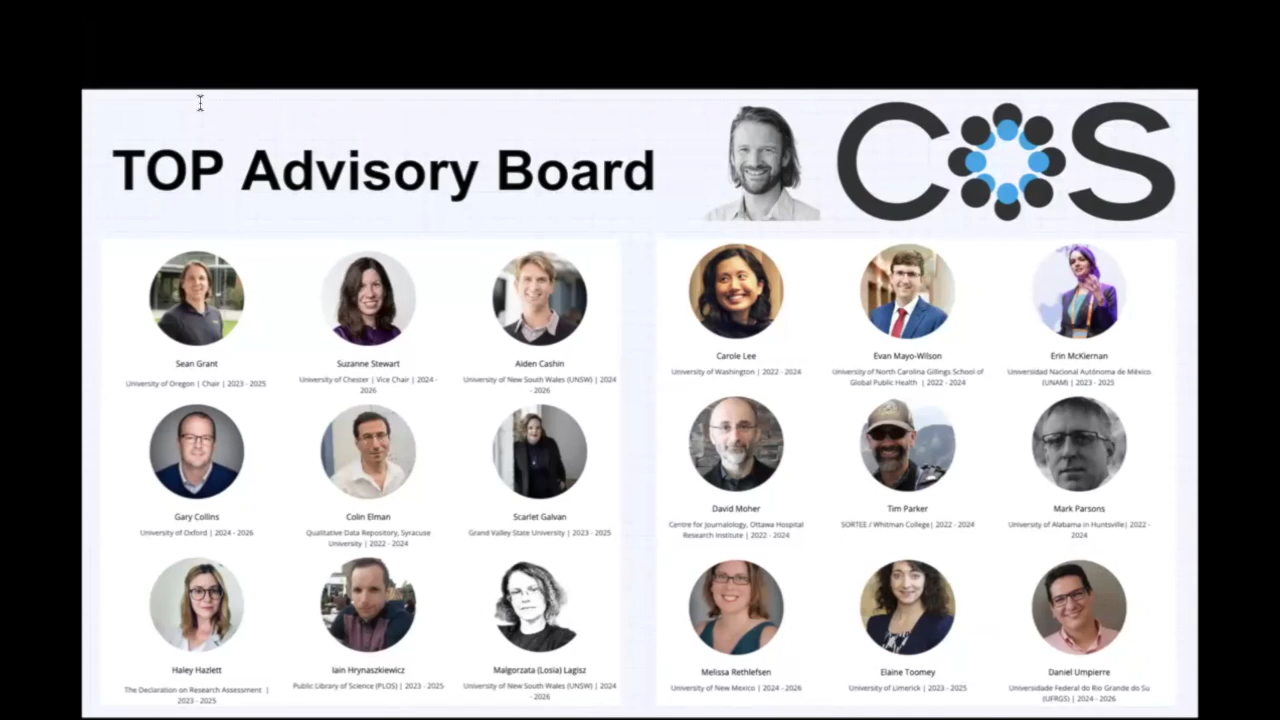 TOP Advisory Board
COS
Sean Grant
University of Oregon | Chair | 2023 - 2025
Suzanne Stewart
University of Chester | Vice Chair | 2024 -
2026
Aiden Cashin
University of New South Wales (UNSW) | 2024
- 2026
Gary Collins
University of Oxford | 2024 - 2026
Colin Elman
Qualitative Data Repository, Syracuse
University | 2022 - 2024
Scarlet Galvan
Grand Valley State University | 2023 - 2025
Haley Hazlett
The Declaration on Research Assessment |
2023 - 2025
Iain Hrynaszkiewicz
Public Library of Science (PLOS) | 2023 - 2025
Malgorzata (Losia) Lagisz
University of New South Wales (UNSW) | 2024
- 2026
Carole Lee
University of Washington | 2022 - 2024
Evan Mayo-Wilson
University of North Carolina Gillings School of
Global Public Health | 2022 - 2024
Erin McKiernan
Universidad Nacional Autónoma de México.
(UNAM) | 2023 - 2025
David Moher
Centre for Journalology, Ottawa Hospital
Research Institute | 2022 - 2024
Tim Parker
SORTEE / Whitman College| 2022 - 2024
Mark Parsons
University of Alabama in Huntsville| 2022 -
2024
Melissa Rethlefsen
University of New Mexico | 2024 - 2026
Elaine Toomey
University of Limerick | 2023 - 2025
Daniel Umpierre
Universidade Federal do Rio Grande do Su
(UFRGS) | 2024 - 2026